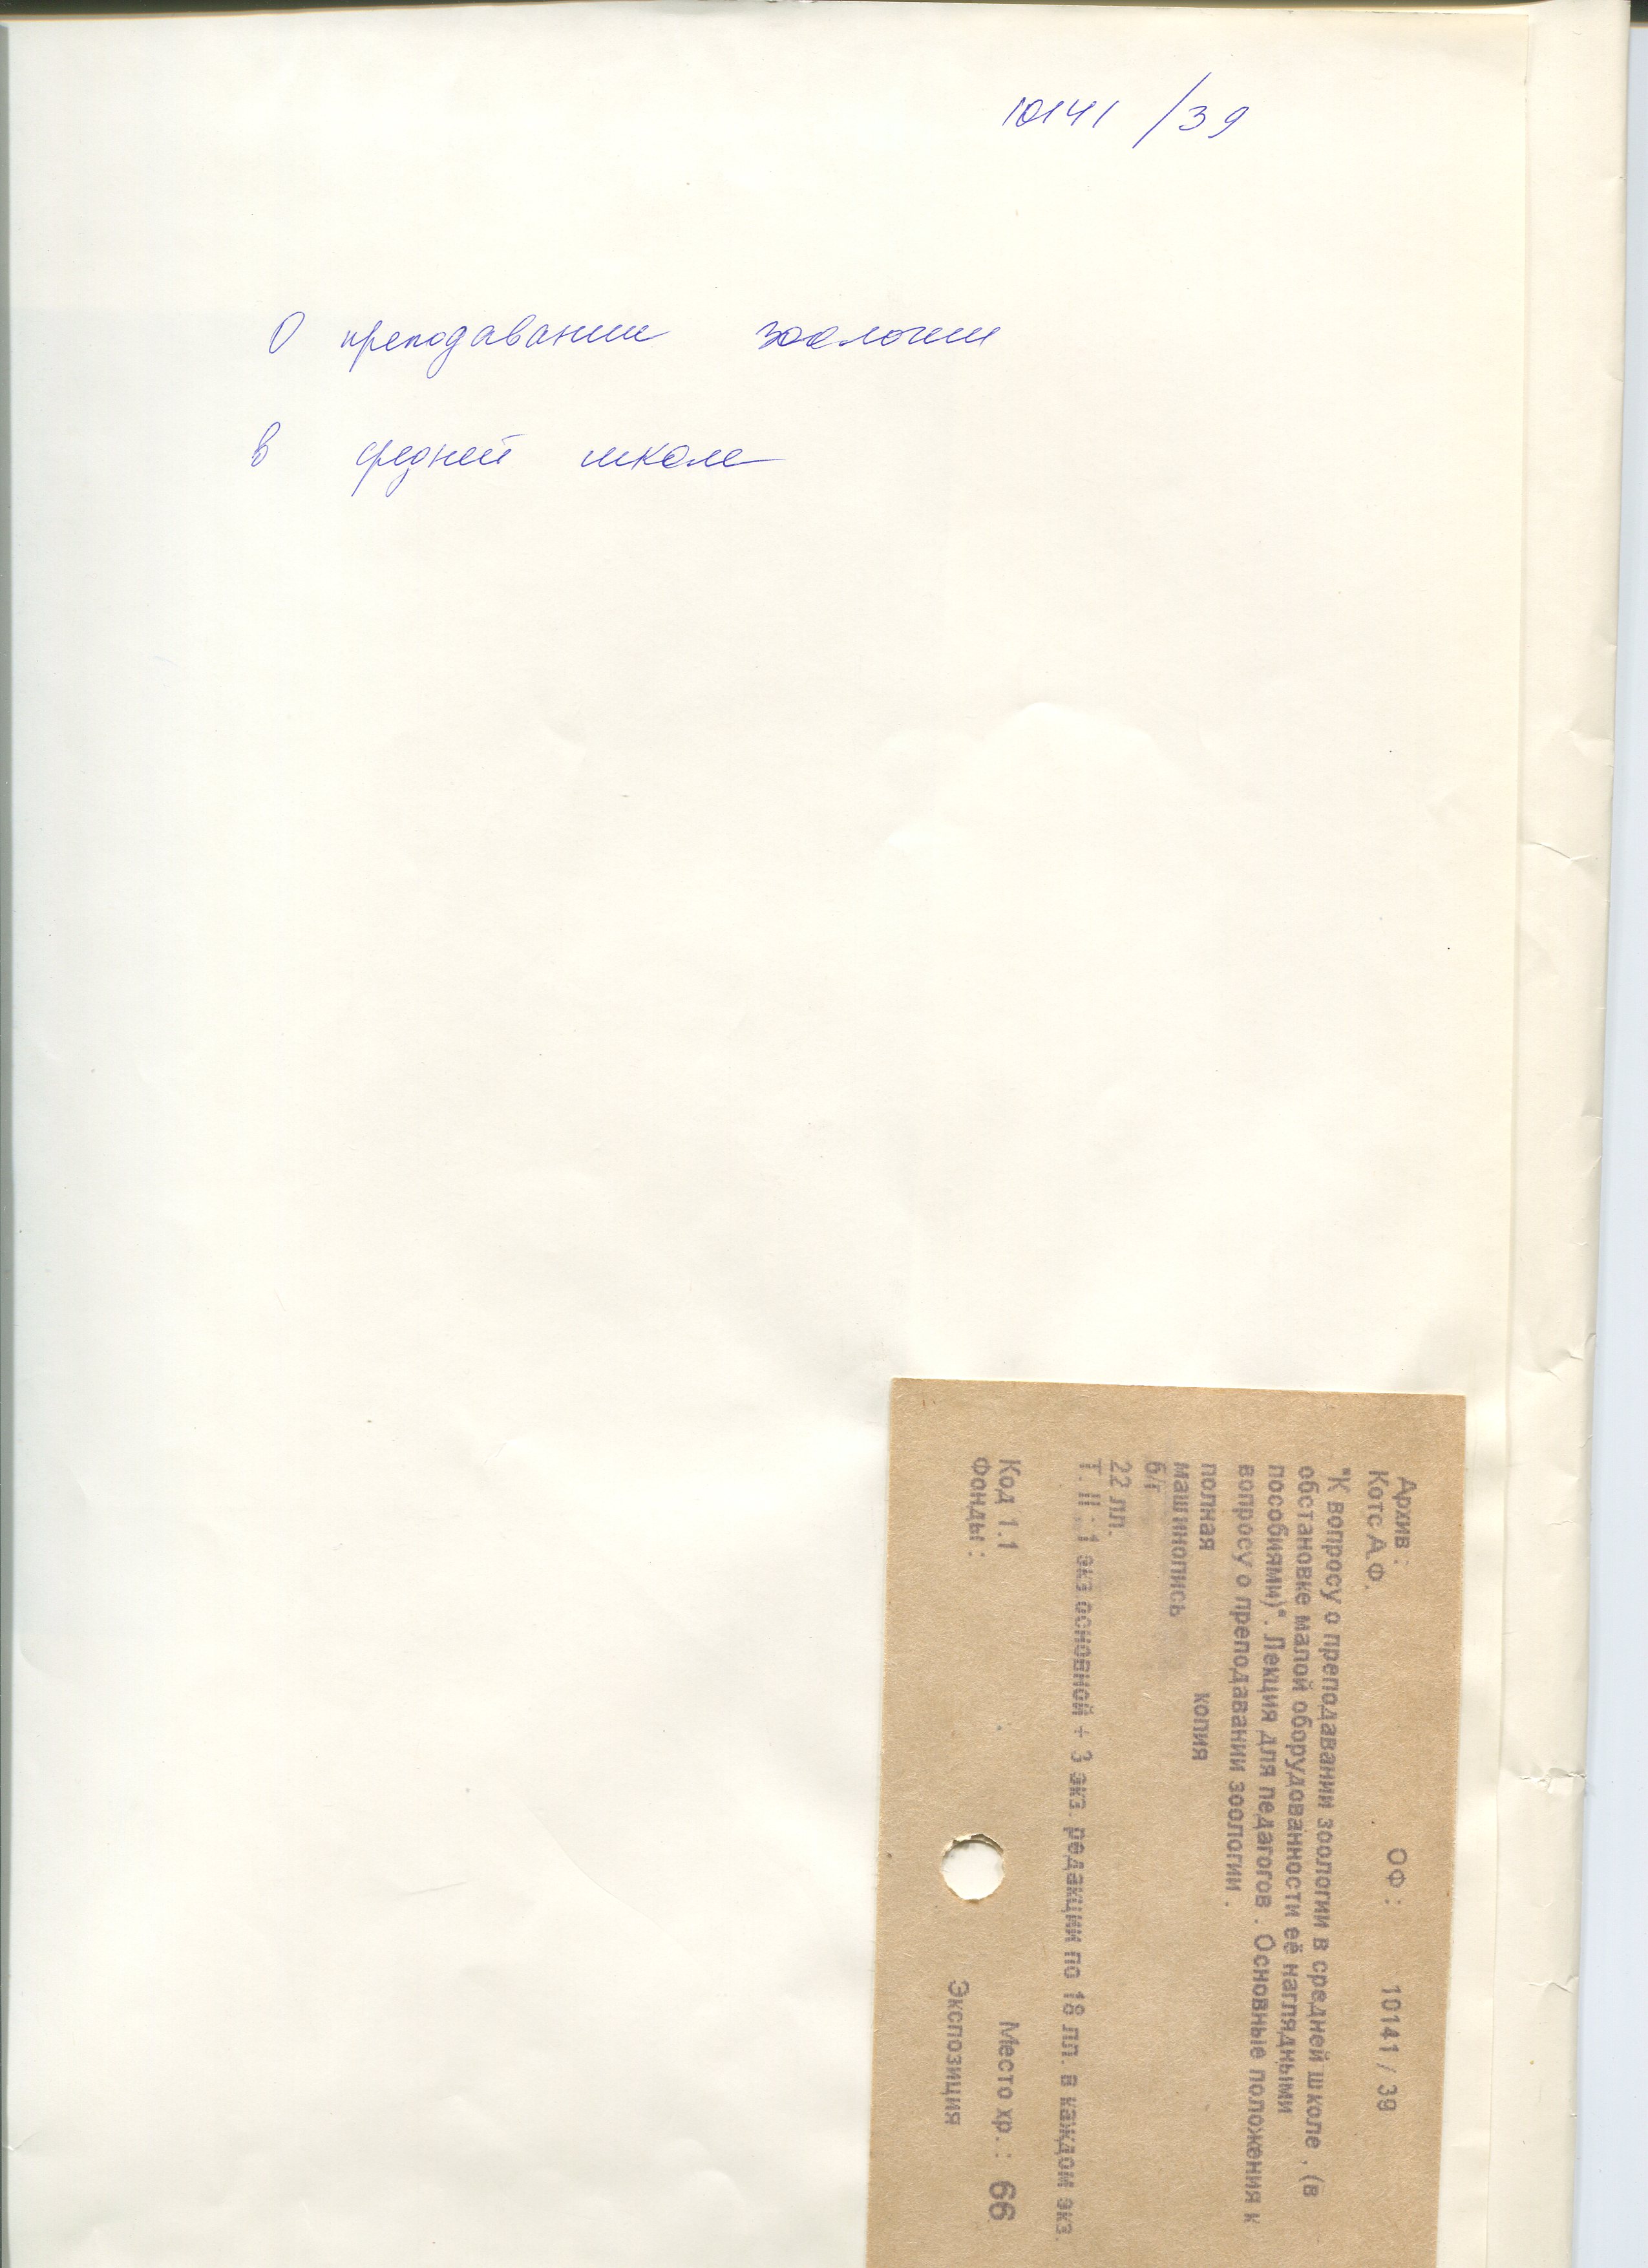 10141 /39
О преподавании зоологии
в средней школе
Архив : ОФ : 10141 / 39
Котс А.Ф.
"К вопросу о преподавании зоологии в средней школе , (в
обстановке малой оборудованности её наглядными
пособиями)". Лекция для педагогов . Основные положения к
вопросу о преподавании зоологии .
полная копия
машинопись
б/г
22 лл.
Т. II : 1 экз основной + 3 экз. редакции по 18 лл. в каждом экз.
Код 1.1 Место хр. : 66
Фонды : Экспозиция